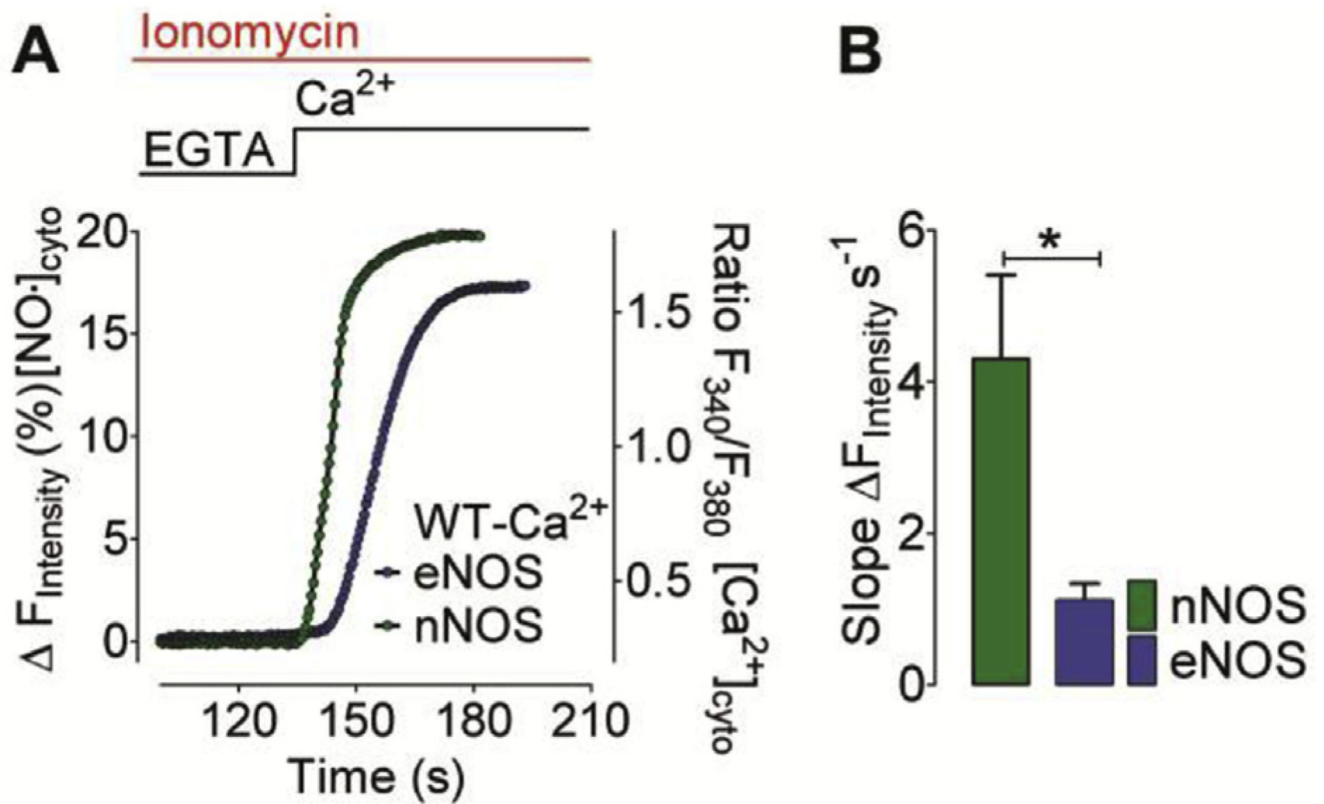 A
Ionomycin
Ca2+
EGTA
Δ FIntensity (%)[NO·]cyto
20
15
10
5
0
Ratio F340/F380 [Ca2+]cyto
1.5
1.0
0.5
WT-Ca2+
eNOS
nNOS
120 150 180 210
Time (s)
B
Slope ΔFIntensity s-1
6
4
2
0
*
nNOS
eNOS